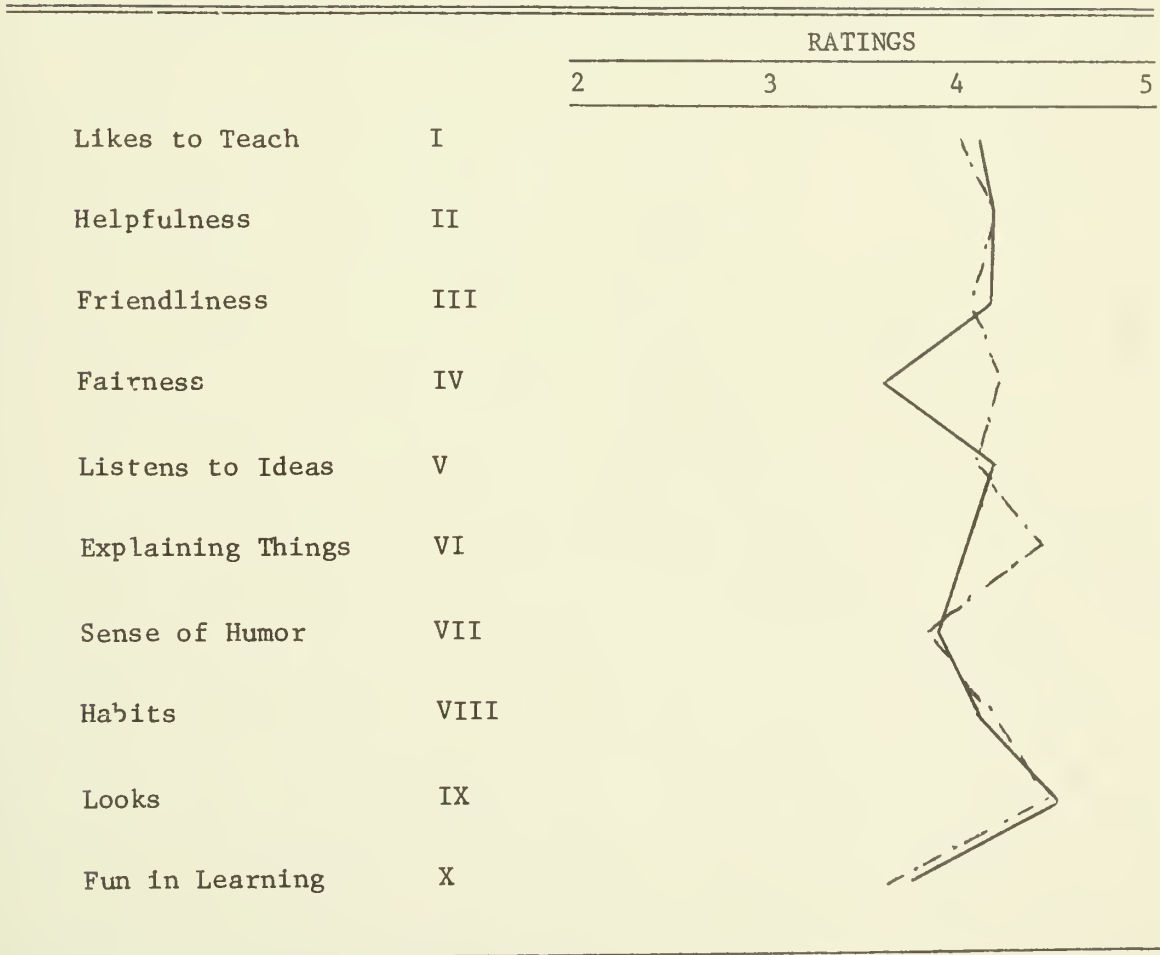 RATINGS
2 3 4 5
Likes to Teach I
Helpfulness II
Friendliness III
Fairness IV
Listens to Ideas V
Explaining Things VI
Sense of Humor VII
Habits VIII
Looks IX
Fun in Learning X